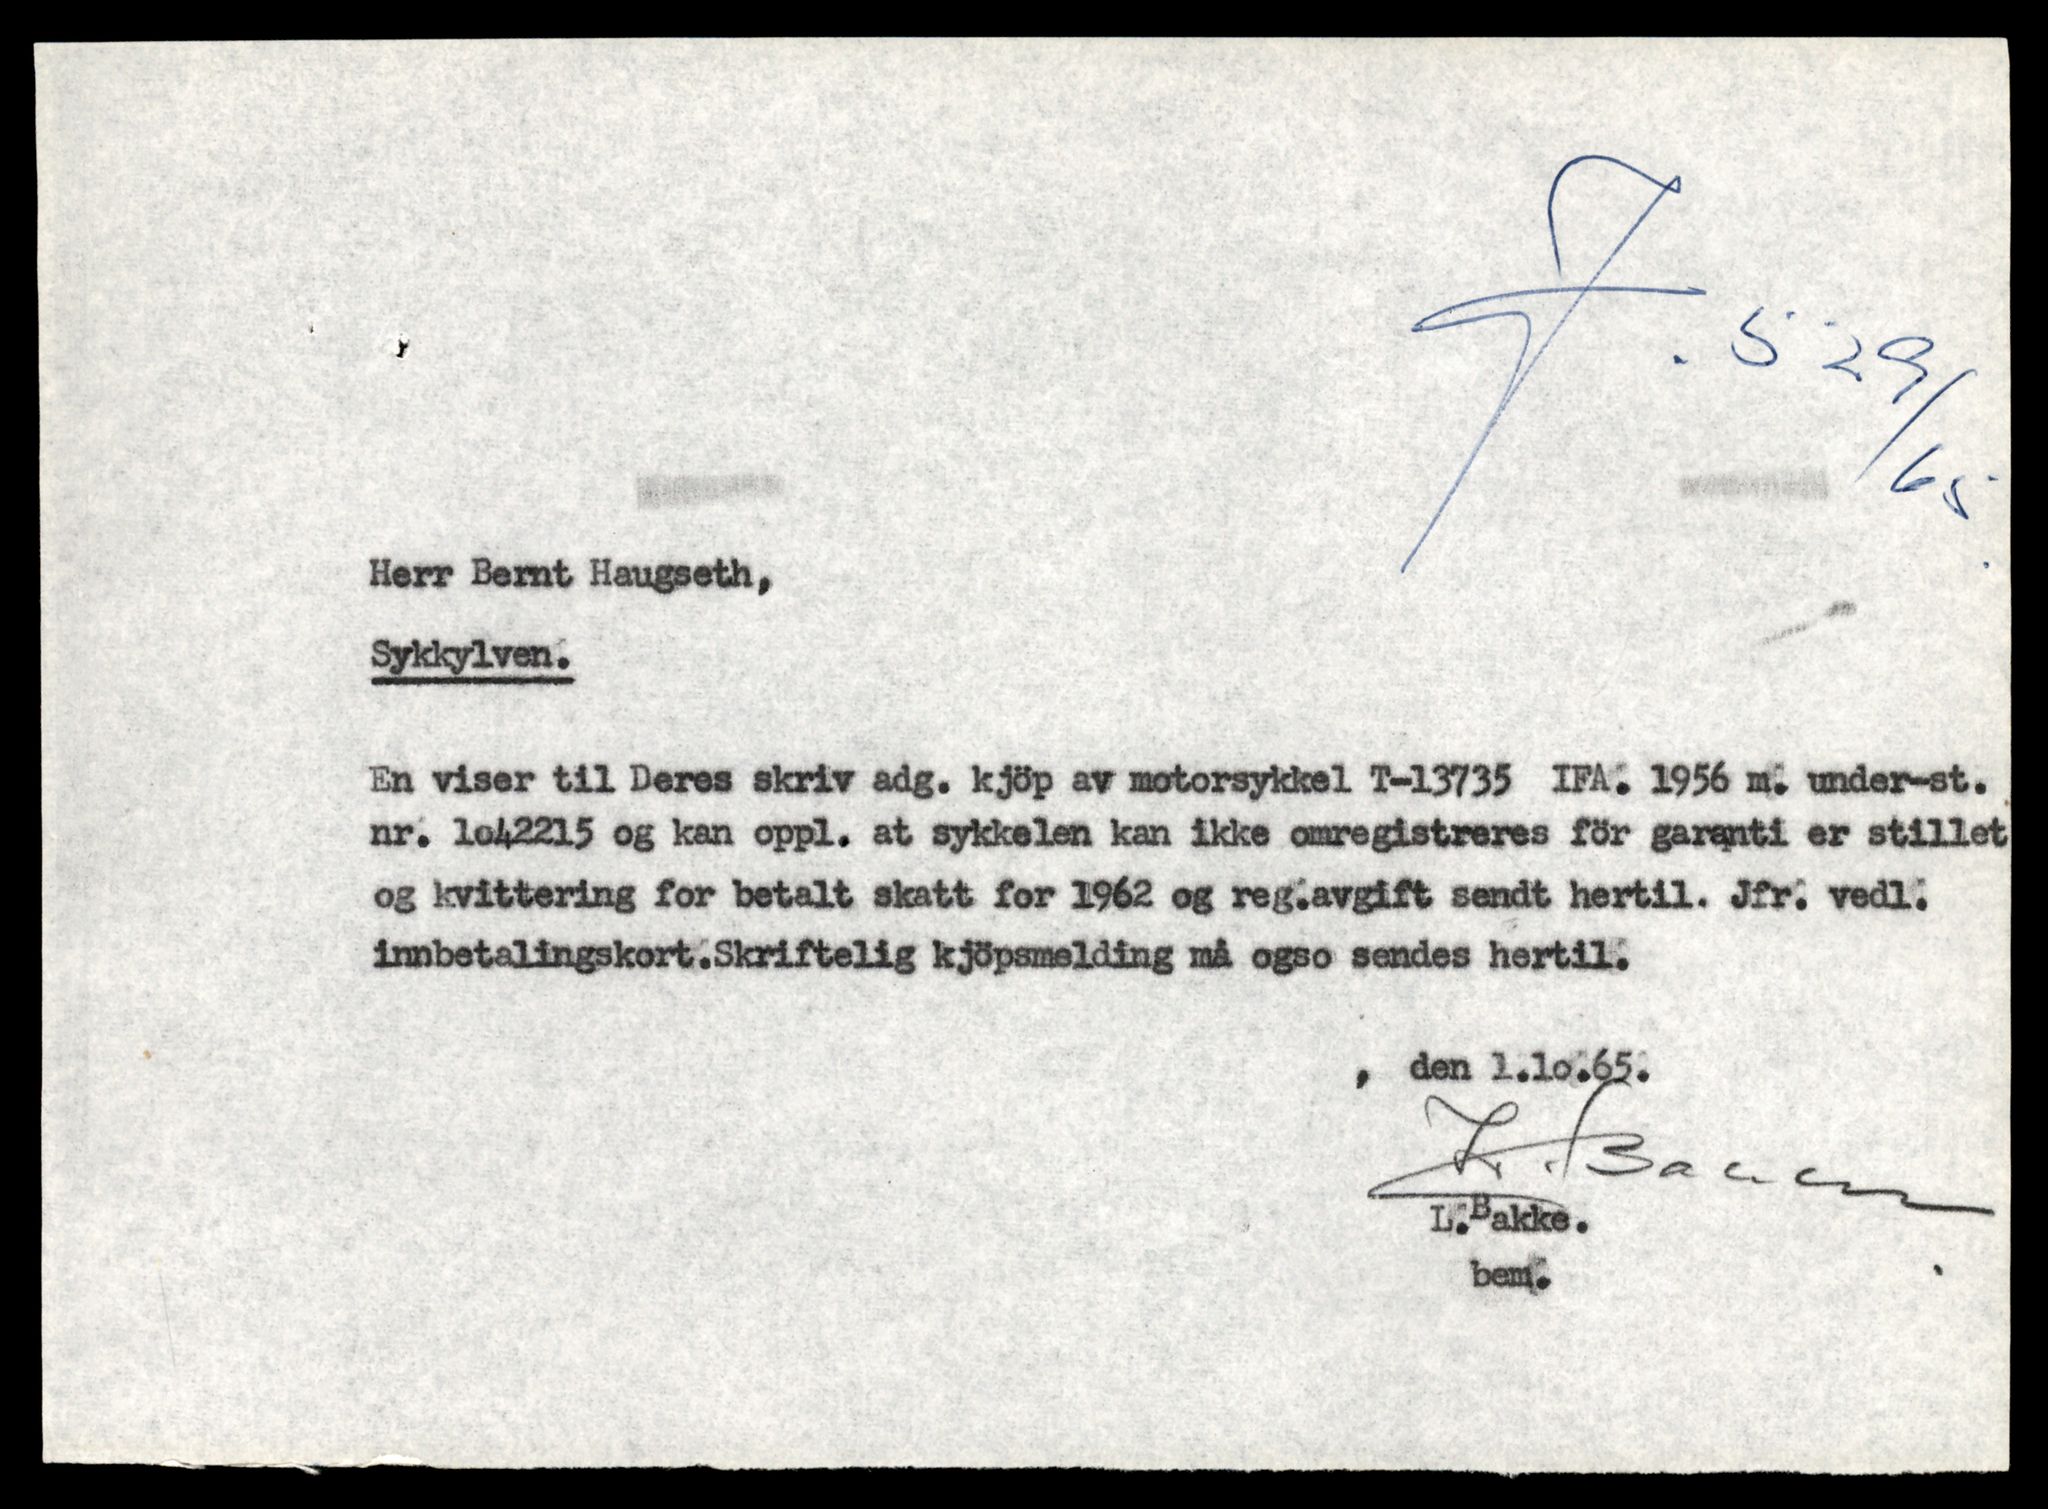 . 529/65
Herr Bernt Haugseth,
Sykkylven.
En viser til Deres skriv adg. kjöp av motorsykkel T-13735 IFA. 1956 m. under-st.
nr. 1o42215 og kan oppl. at sykkelen kan ikke omregistreres för garanti er stillet
og kvittering for betalt skatt for 1962 og reg.avgift sendt hertil. Jfr. vedl.
innbetalingskort.Skriftelig kjöpsmelding må ogso sendes hertil.
, den 1.1o.65.
L.Bakke.
bem.